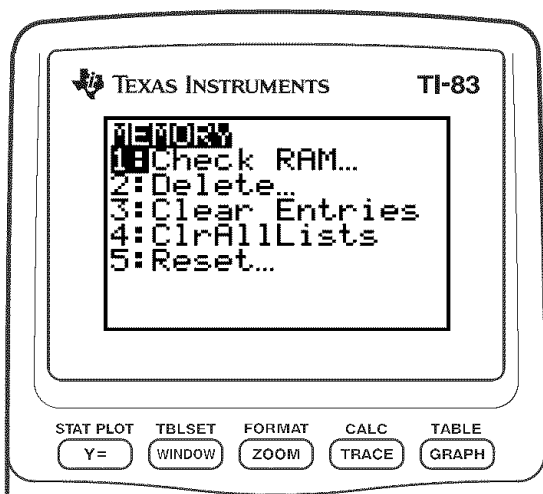 TEXAS INSTRUMENTS TI-83
MEMORY
1:Check RAM…
2:Delete…
3:Clear Entries
4:ClrAllLists
5:Reset…
STAT PLOT TBLSET FORMAT CALC TABLE
Y= WINDOW ZOOM TRACE GRAPH